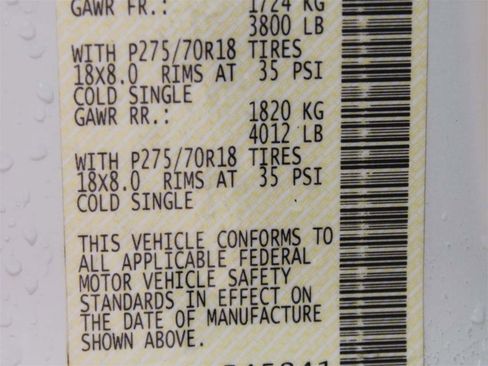 GAWR FR.: 1724 KG
3800 LB
WITH P275/70R18 TIRES
18X8.0 RIMS AT 35 PSI
COLD SINGLE
GAWR RR.: 1820 KG
4012 LB
WITH P275/70R18 TIRES
18X8.0 RIMS AT 35 PSI
COLD SINGLE
THIS VEHICLE CONFORMS TO
ALL APPLICABLE FEDERAL
MOTOR VEHICLE SAFETY
STANDARDS IN EFFECT ON
THE DATE OF MANUFACTURE
SHOWN ABOVE.